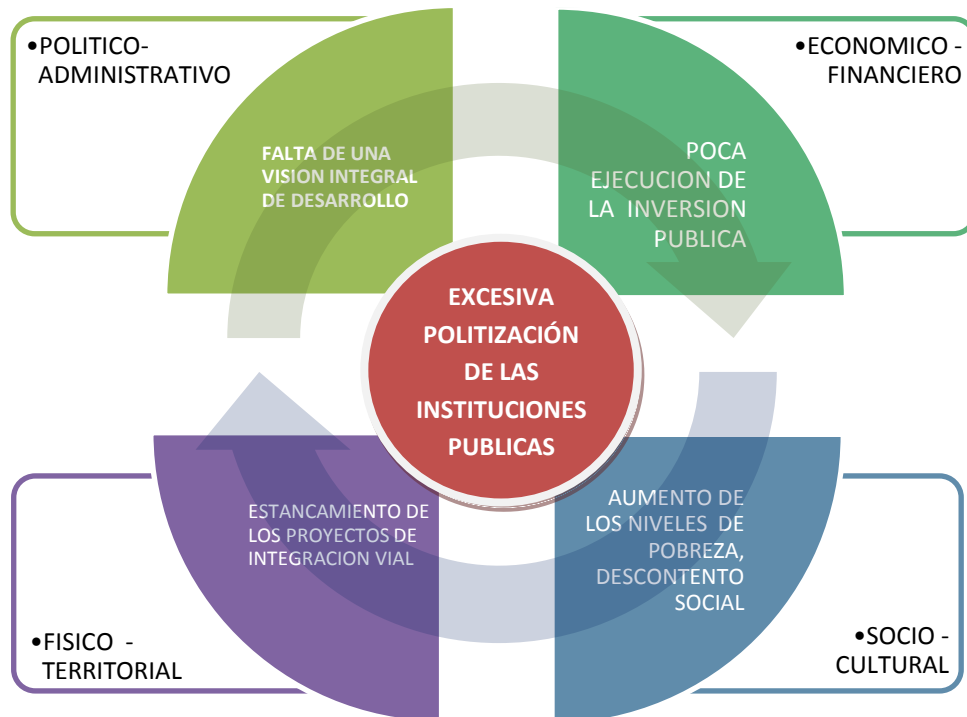 •POLITICO-
ADMINISTRATIVO
•ECONOMICO -
FINANCIERO
FALTA DE UNA
VISION INTEGRAL
DE DESARROLLO
POCA
EJECUCION DE
LA INVERSION
PUBLICA
EXCESIVA
POLITIZACIÓN
DE LAS
INSTITUCIONES
PUBLICAS
ESTANCAMIENTO DE
LOS PROYECTOS DE
INTEGRACION VIAL
AUMENTO DE
LOS NIVELES DE
POBREZA,
DESCONTENTO
SOCIAL
•FISICO -
TERRITORIAL
•SOCIO -
CULTURAL